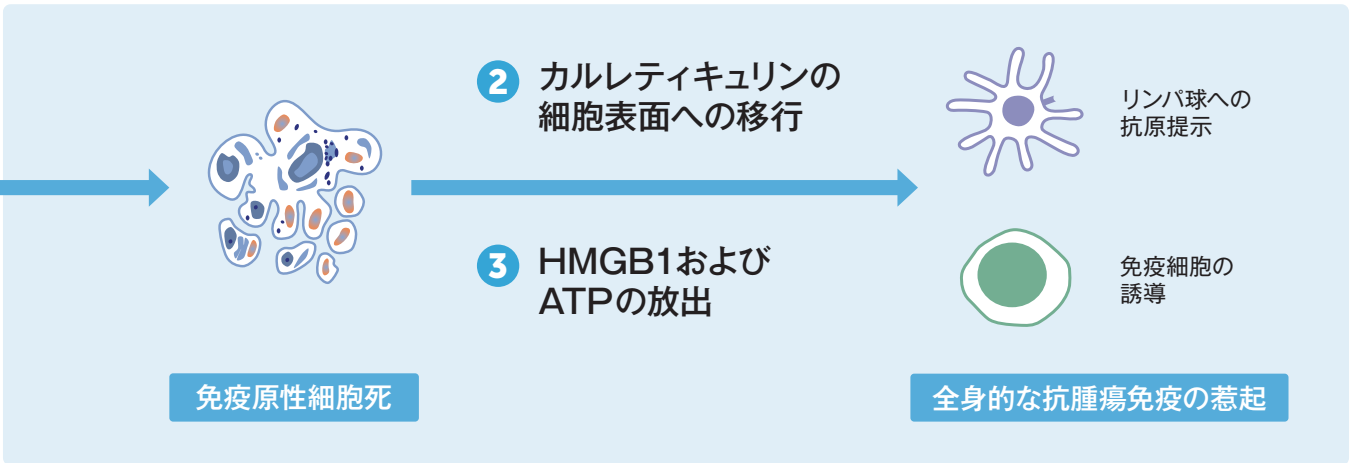 2 カルレティキュリンの
細胞表面への移行
リンパ球への
抗原提示
3 HMGB1および
ATPの放出
免疫細胞の
誘導
免疫原性細胞死
全身的な抗腫瘍免疫の惹起